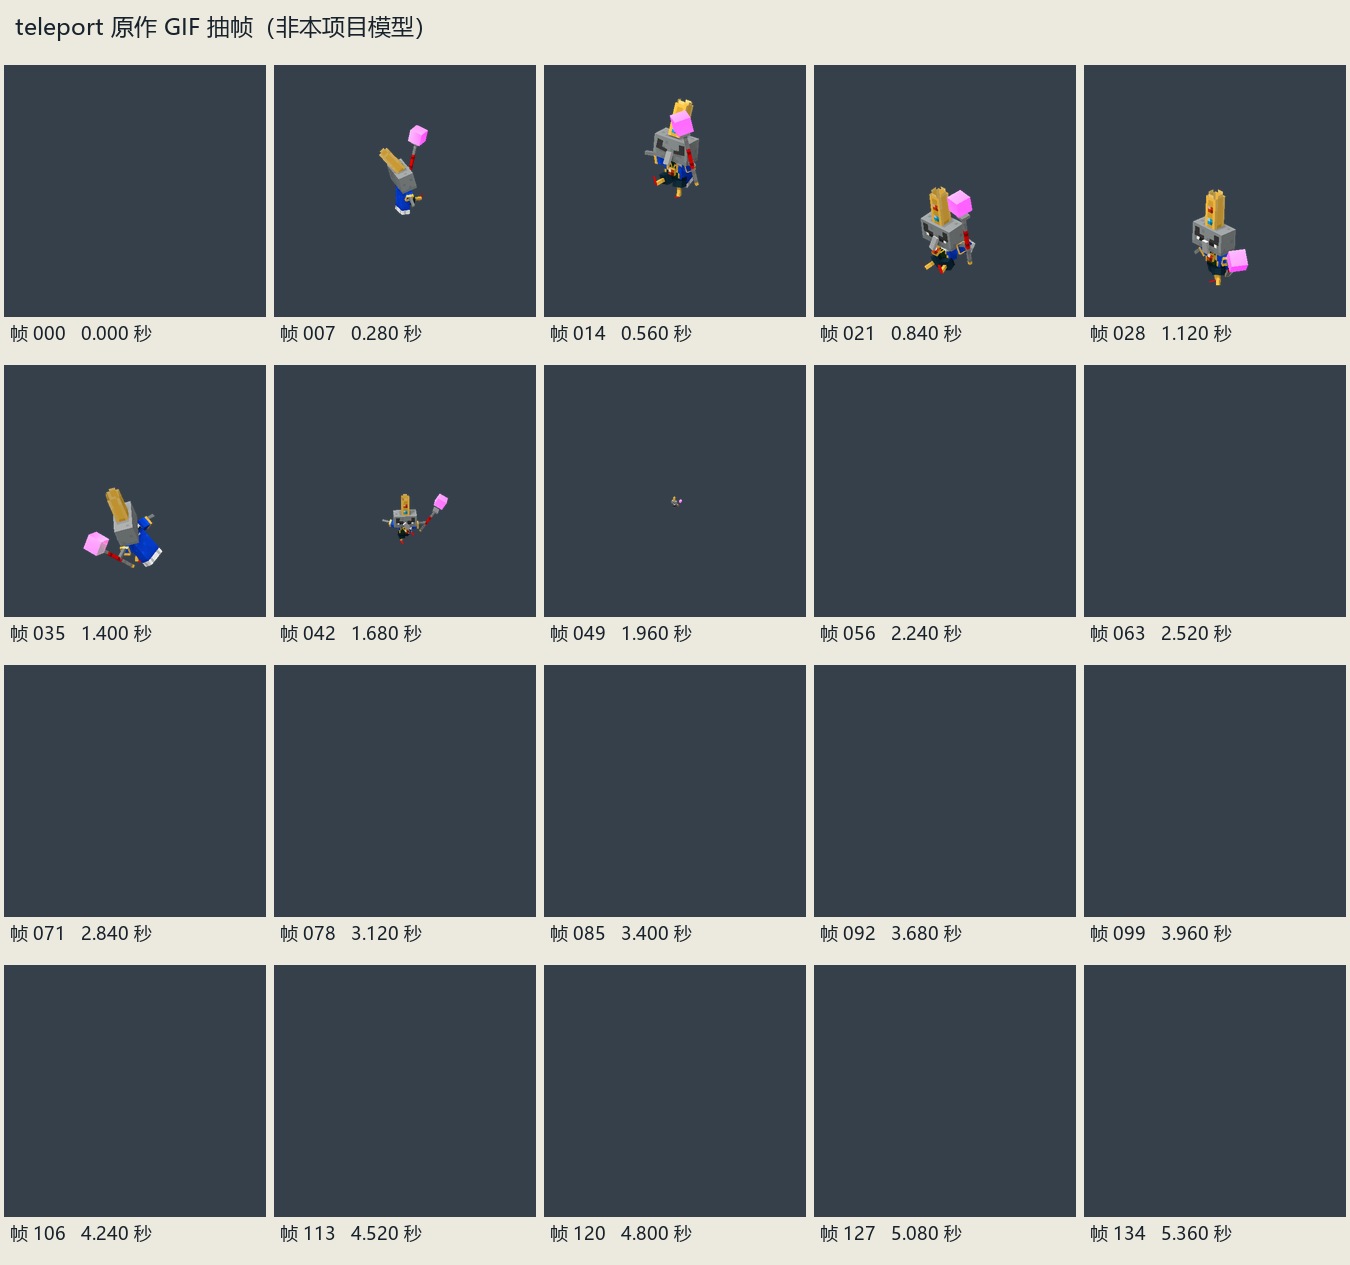 teleport 原作 GIF 抽帧（非本项目模型）
帧 000 0.000 秒
帧 007 0.280 秒
帧 014 0.560 秒
帧 021 0.840 秒
帧 028 1.120 秒
帧 035 1.400 秒
帧 042 1.680 秒
帧 049 1.960 秒
帧 056 2.240 秒
帧 063 2.520 秒
帧 071 2.840 秒
帧 078 3.120 秒
帧 085 3.400 秒
帧 092 3.680 秒
帧 099 3.960 秒
帧 106 4.240 秒
帧 113 4.520 秒
帧 120 4.800 秒
帧 127 5.080 秒
帧 134 5.360 秒